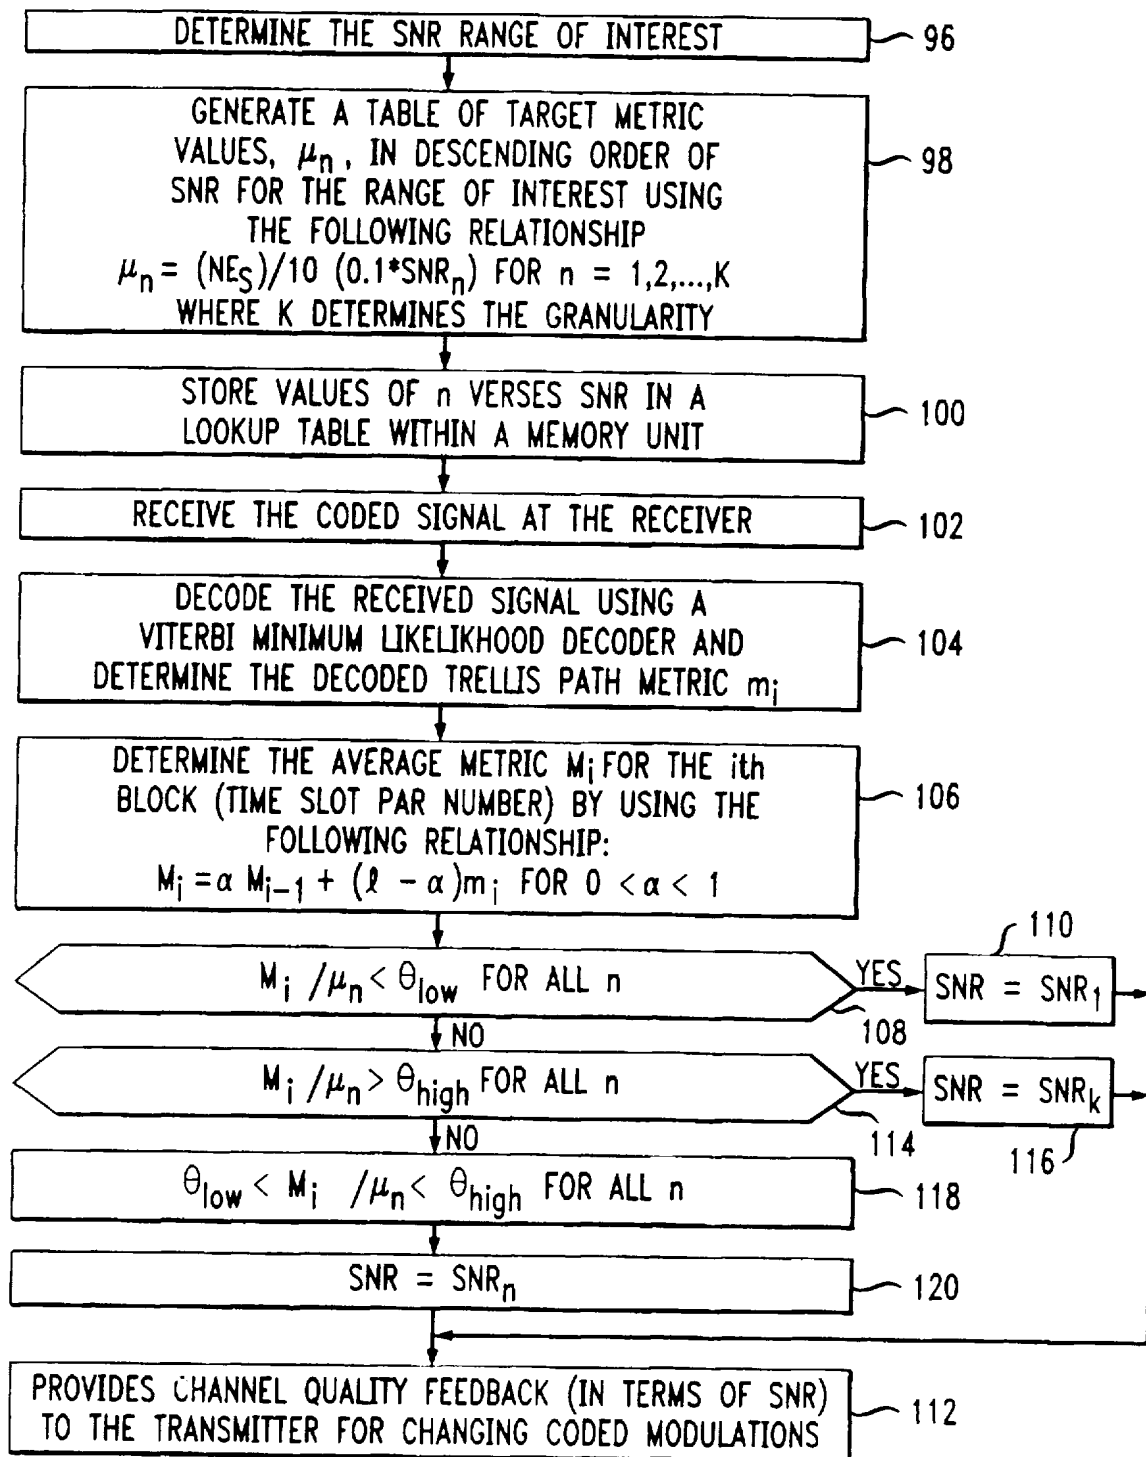 DETERMINE THE SNR RANGE OF INTEREST
96
GENERATE A TABLE OF TARGET METRIC
VALUES, μn, IN DESCENDING ORDER OF
SNR FOR THE RANGE OF INTEREST USING
THE FOLLOWING RELATIONSHIP
μn = (NES)/10 (0.1*SNRn) FOR n = 1,2,...,K
WHERE K DETERMINES THE GRANULARITY
98
STORE VALUES OF n VERSES SNR IN A
LOOKUP TABLE WITHIN A MEMORY UNIT
100
RECEIVE THE CODED SIGNAL AT THE RECEIVER
102
DECODE THE RECEIVED SIGNAL USING A
VITERBI MINIMUM LIKELIKHOOD DECODER AND
DETERMINE THE DECODED TRELLIS PATH METRIC mi
104
DETERMINE THE AVERAGE METRIC Mi FOR THE ith
BLOCK (TIME SLOT PAR NUMBER) BY USING THE
FOLLOWING RELATIONSHIP:
Mi = α Mi−1 + (ℓ − α)mi FOR 0 < α < 1
106
Mi /μn < θlow FOR ALL n
108
YES
110
SNR = SNR1
NO
Mi /μn > θhigh FOR ALL n
114
YES
SNR = SNRk
116
NO
θlow < Mi /μn < θhigh FOR ALL n
118
SNR = SNRn
120
PROVIDES CHANNEL QUALITY FEEDBACK (IN TERMS OF SNR)
TO THE TRANSMITTER FOR CHANGING CODED MODULATIONS
112